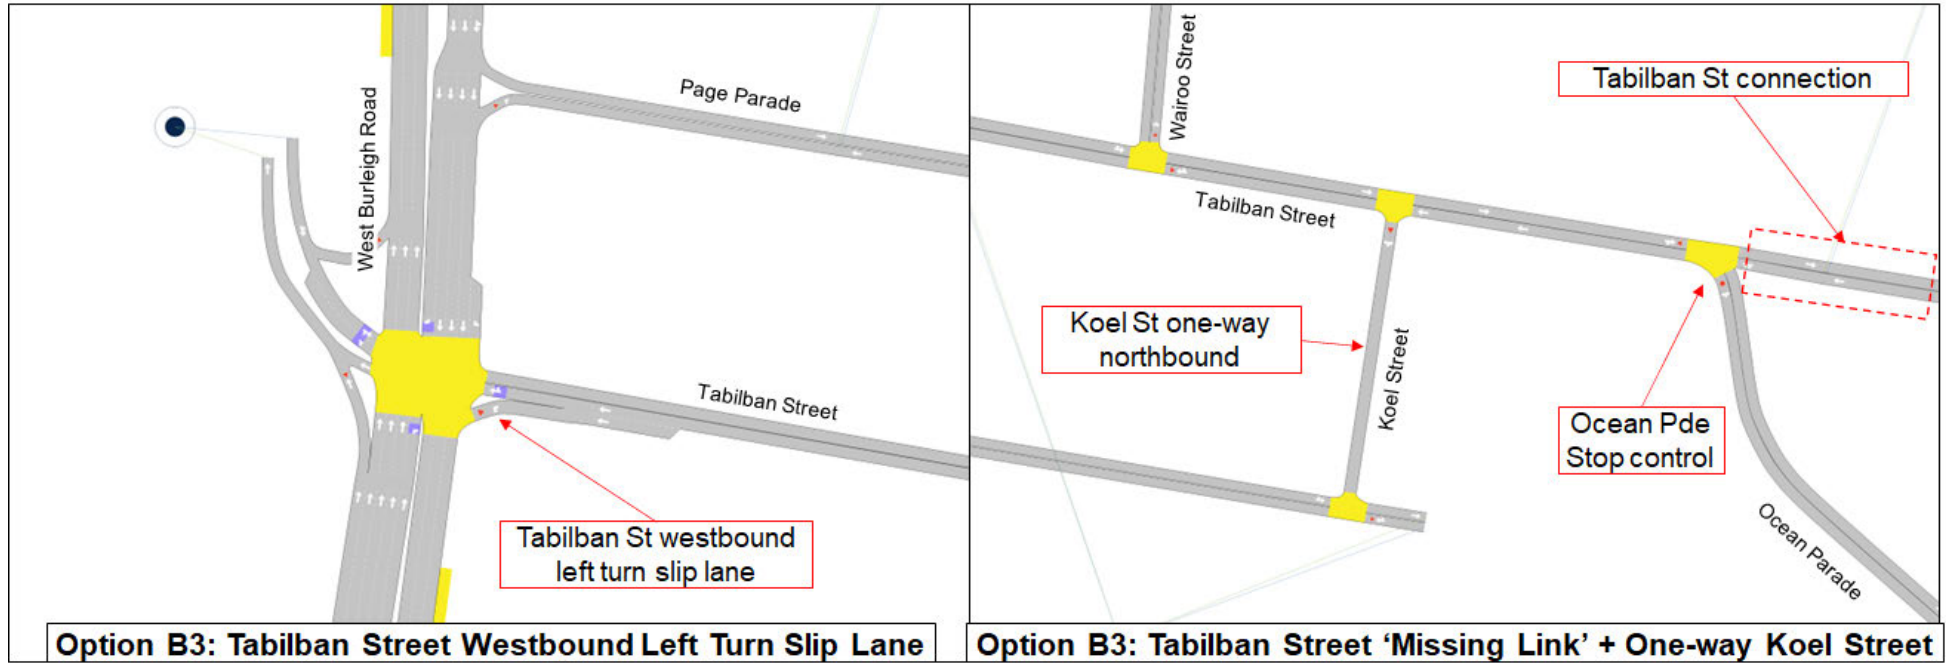 West Burleigh Road
Page Parade
Tabilban Street
Tabilban St westbound
left turn slip lane
Option B3: Tabilban Street Westbound Left Turn Slip Lane
Wairoo Street
Tabilban St connection
Tabilban Street
Koel St one-way
northbound
Koel Street
Ocean Pde
Stop control
Ocean Parade
Option B3: Tabilban Street ‘Missing Link’ + One-way Koel Street